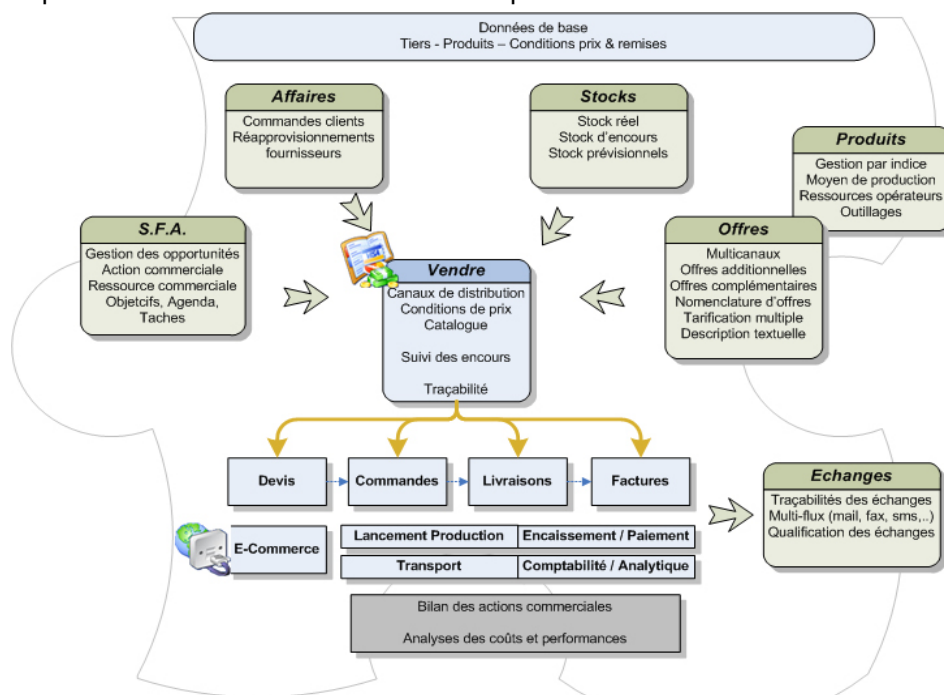 Données de base
Tiers - Produits – Conditions prix & remises
Affaires
Commandes clients
Réapprovisionnements
fournisseurs
Stocks
Stock réel
Stock d'encours
Stock prévisionnels
Produits
Gestion par indice
Moyen de production
Ressources opérateurs
Outillages
S.F.A.
Gestion des opportunités
Action commerciale
Ressource commerciale
Objetcifs, Agenda,
Taches
Vendre
Canaux de distribution
Conditions de prix
Catalogue
Suivi des encours
Traçabilité
Offres
Multicanaux
Offres additionnelles
Offres complémentaires
Nomenclature d'offres
Tarification multiple
Description textuelle
Devis
Commandes
Livraisons
Factures
E-Commerce
Lancement Production
Encaissement / Paiement
Transport
Comptabilité / Analytique
Echanges
Traçabilités des échanges
Multi-flux (mail, fax, sms,..)
Qualification des échanges
Bilan des actions commerciales
Analyses des coûts et performances